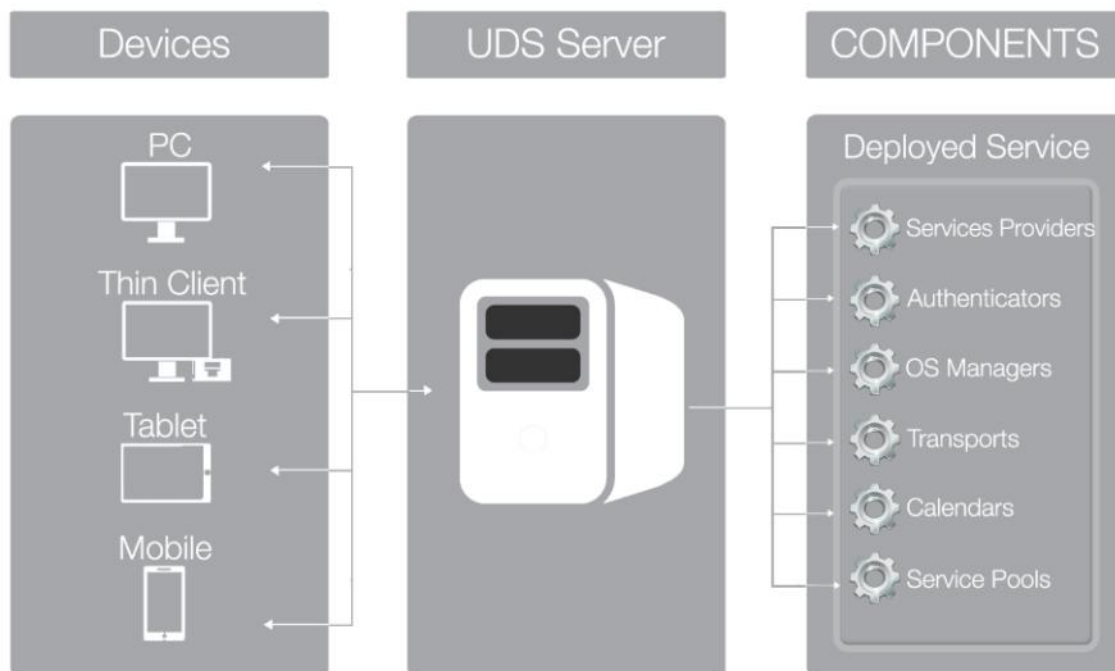 Devices
UDS Server
COMPONENTS
PC
Thin Client
Tablet
Mobile
Deployed Service
Services Providers
Authenticators
OS Managers
Transports
Calendars
Service Pools